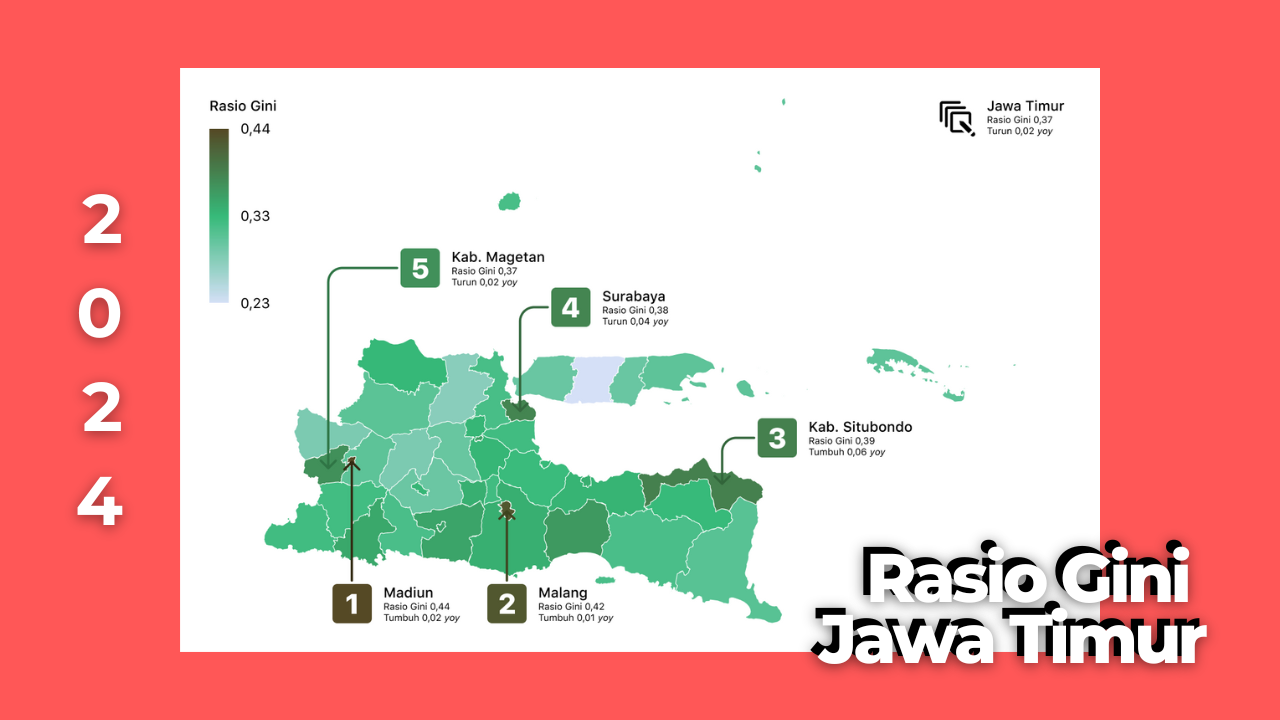 Rasio Gini
0,44
0,33
0,23
Jawa Timur
Rasio Gini 0,37
Turun 0,02 yoy
2
0
2
4
5
Kab. Magetan
Rasio Gini 0,37
Turun 0,02 yoy
4
Surabaya
Rasio Gini 0,38
Turun 0,04 yoy
3
Kab. Situbondo
Rasio Gini 0,39
Tumbuh 0,06 yoy
1
Madiun
Rasio Gini 0,44
Tumbuh 0,02 yoy
2
Malang
Rasio Gini 0,42
Tumbuh 0,01 yoy
Rasio Gini
Jawa Timur